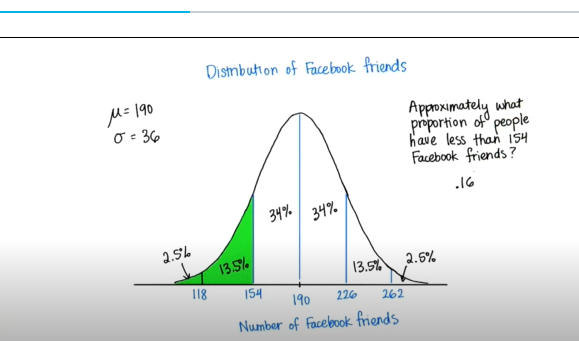 Distribution of Facebook friends
μ = 190
σ = 36
Approximately what
proportion of people
have less than 154
Facebook friends?
.16
34% 34%
2.5% 13.5% 13.5% 2.5%
118 154 190 226 262
Number of Facebook friends